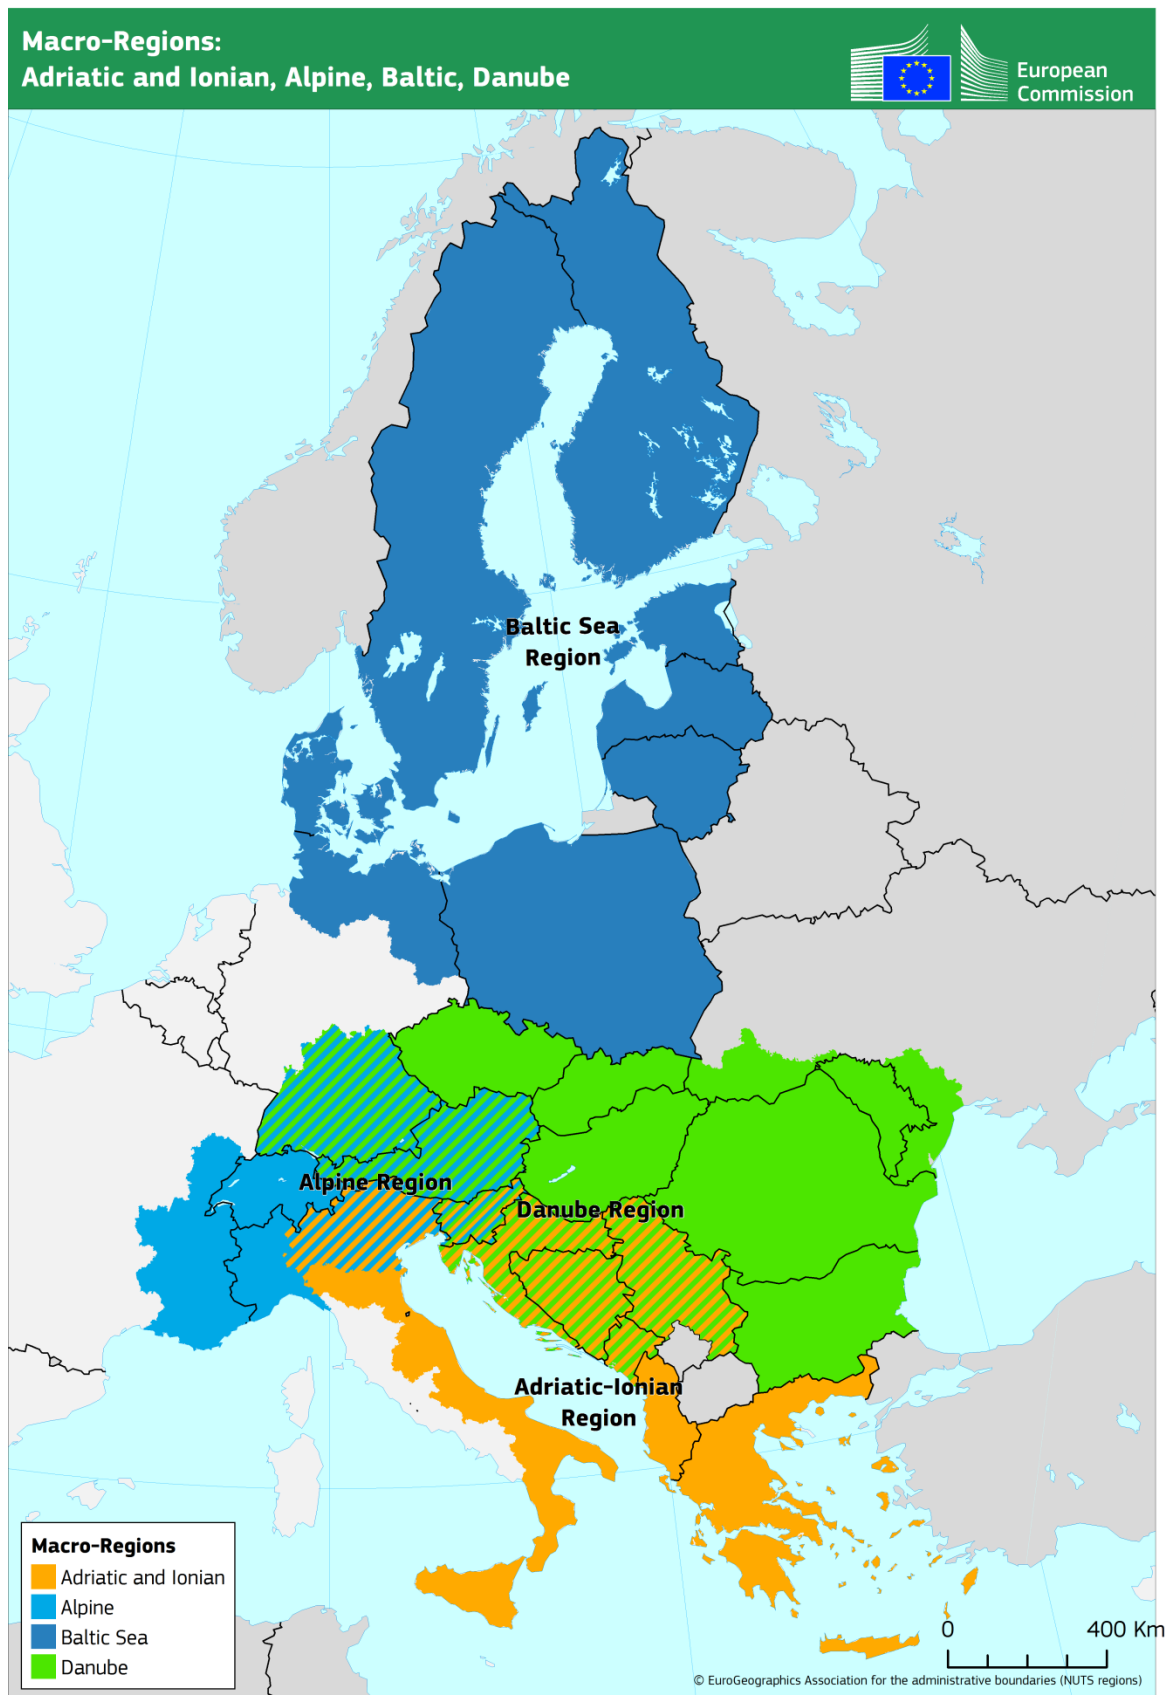 Macro-Regions:
Adriatic and Ionian, Alpine, Baltic, Danube
European
Commission
Baltic Sea
Region
Alpine Region
Danube Region
Adriatic-Ionian
Region
Macro-Regions
Adriatic and Ionian
Alpine
Baltic Sea
Danube
0 400 Km
© EuroGeographics Association for the administrative boundaries (NUTS regions)